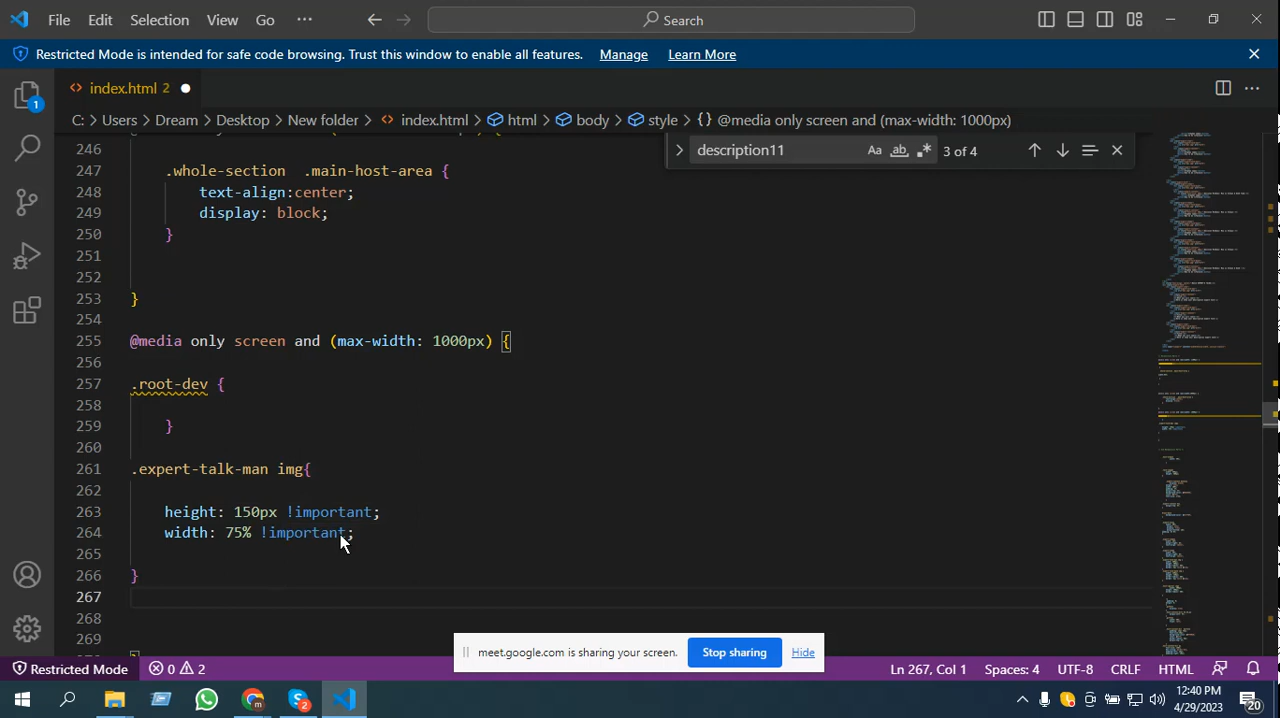 File Edit Selection View Go ··· Search
Restricted Mode is intended for safe code browsing. Trust this window to enable all features. Manage Learn More
index.html 2
C: > Users > Dream > Desktop > New folder > index.html > html > body > style > {} @media only screen and (max-width: 1000px)
description11 Aa ab 3 of 4
1
246
247 .whole-section .main-host-area {
248 text-align:center;
249 display: block;
250 }
251
252
253 }
254
255 @media only screen and (max-width: 1000px) {
256
257 .root-dev {
258
259 }
260
261 .expert-talk-man img{
262
263 height: 150px !important;
264 width: 75% !important;
265
266 }
267
268
269
meet.google.com is sharing your screen. Stop sharing Hide
Restricted Mode 0 2 Ln 267, Col 1 Spaces: 4 UTF-8 CRLF HTML
12:40 PM
4/29/2023
20